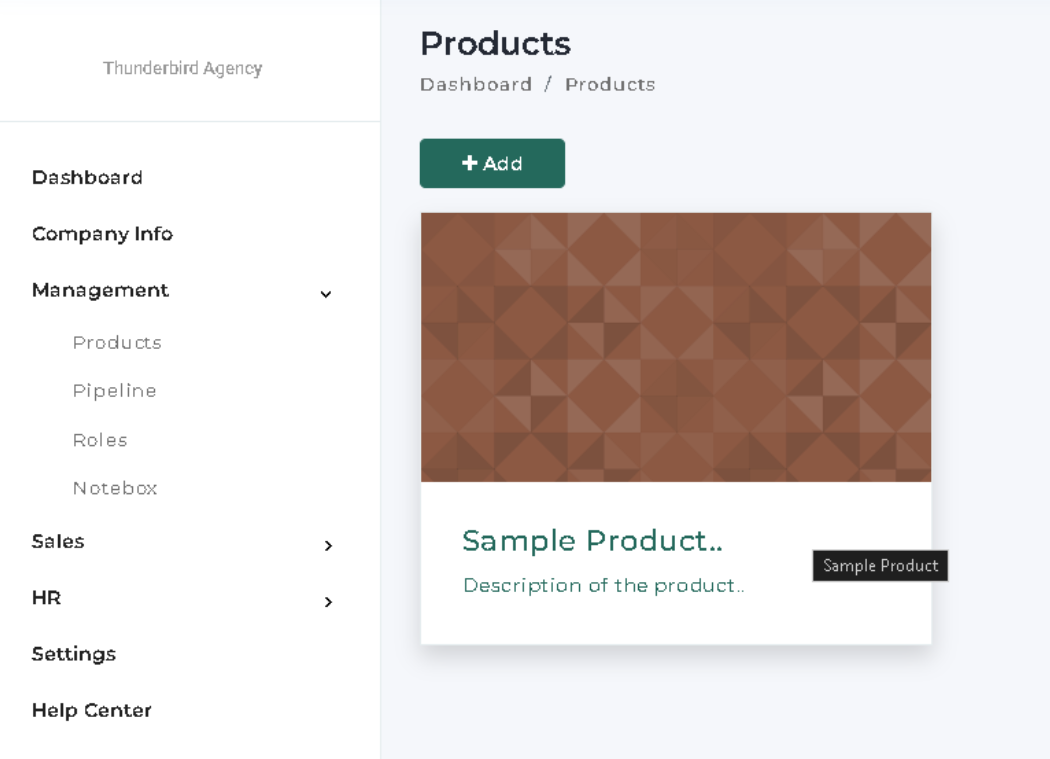 Thunderbird Agency
Dashboard
Company Info
Management
Products
Pipeline
Roles
Notebox
Sales
HR
Settings
Help Center
Products
Dashboard / Products
+ Add
Sample Product..
Description of the product..
Sample Product